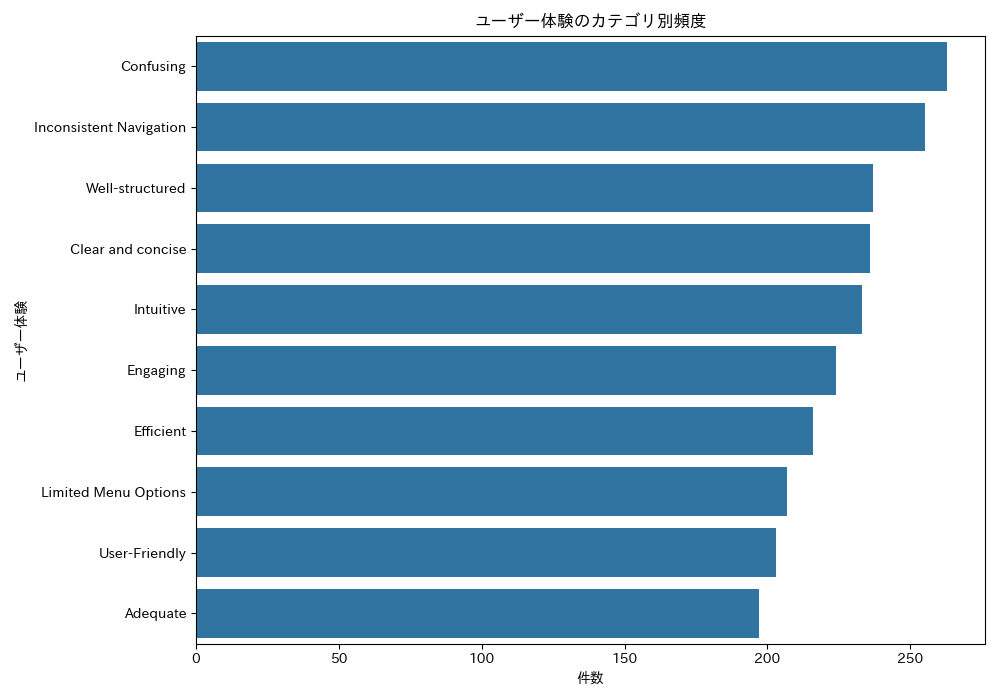 ユーザー体験のカテゴリ別頻度
ユーザー体験
Confusing
Inconsistent Navigation
Well-structured
Clear and concise
Intuitive
Engaging
Efficient
Limited Menu Options
User-Friendly
Adequate
0 50 100 150 200 250
件数